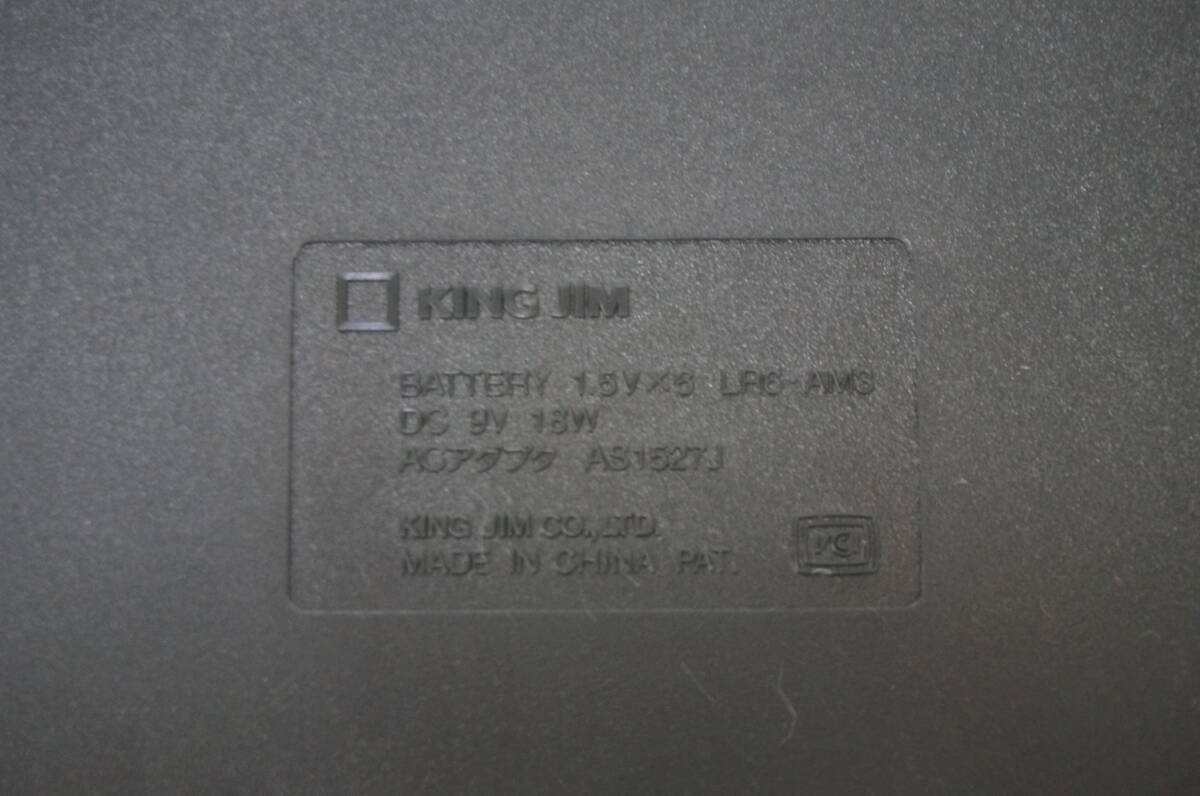 KING JIM
BATTERY 1.5V×6 LR6·AM3
DC 9V 18W
ACアダプタ AS1527J
KING JIM CO.,LTD.
MADE IN CHINA PAT.
VCI